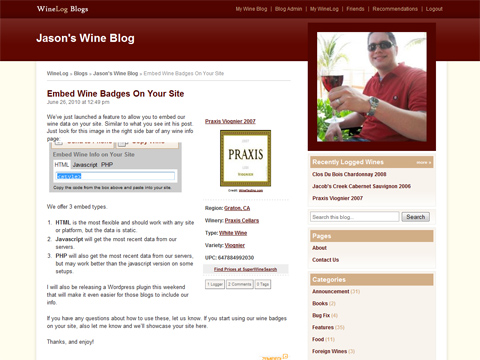 WineLog Blogs
My Wine Blog | Blog Admin | My WineLog | Friends | Recommendations | Logout
Jason's Wine Blog
WineLog » Blogs » Jason's Wine Blog » Embed Wine Badges On Your Site
Embed Wine Badges On Your Site
June 26, 2010 at 12:49 pm
We've just launched a feature to allow you to embed our
wine data on your site. Similar to what you see int his post.
Just look for this image in the right side bar of any wine info
page:
Embed Wine Info on Your Site
HTML Javascript PHP
Copy the code from the box above and paste into your site.
We offer 3 embed types.
1. HTML is the most flexible and should work with any site
or platform, but the data is static.
2. Javascript will get the most recent data from our
servers.
3. PHP will also get the most recent data from our servers,
but may work better than the javascript version on some
setups.
I will also be releasing a Wordpress plugin this weekend
that will make it even easier for those blogs to include our
info.
If you have any questions about how to use these, let us know. If you start using our wine badges
on your site, also let me know and we'll showcase your site here.
Thanks, and enjoy!
Praxis Viognier 2007
PRAXIS
VIOGNIER
Region: Graton, CA
Winery: Praxis Cellars
Type: White Wine
Variety: Viognier
UPC: 647884992030
Find Prices at SuperWineSearch
1 Logger
2 Comments
0 Tags
Recently Logged Wines
more »
Clos Du Bois Chardonnay 2008
Jacob's Creek Cabernet Sauvignon 2006
Praxis Viognier 2007
Search this blog...
Search
Pages
About
Contact Us
Categories
Announcement (31)
Books (2)
Bug Fix (4)
Features (35)
Food (11)
Foreign Wines (3)